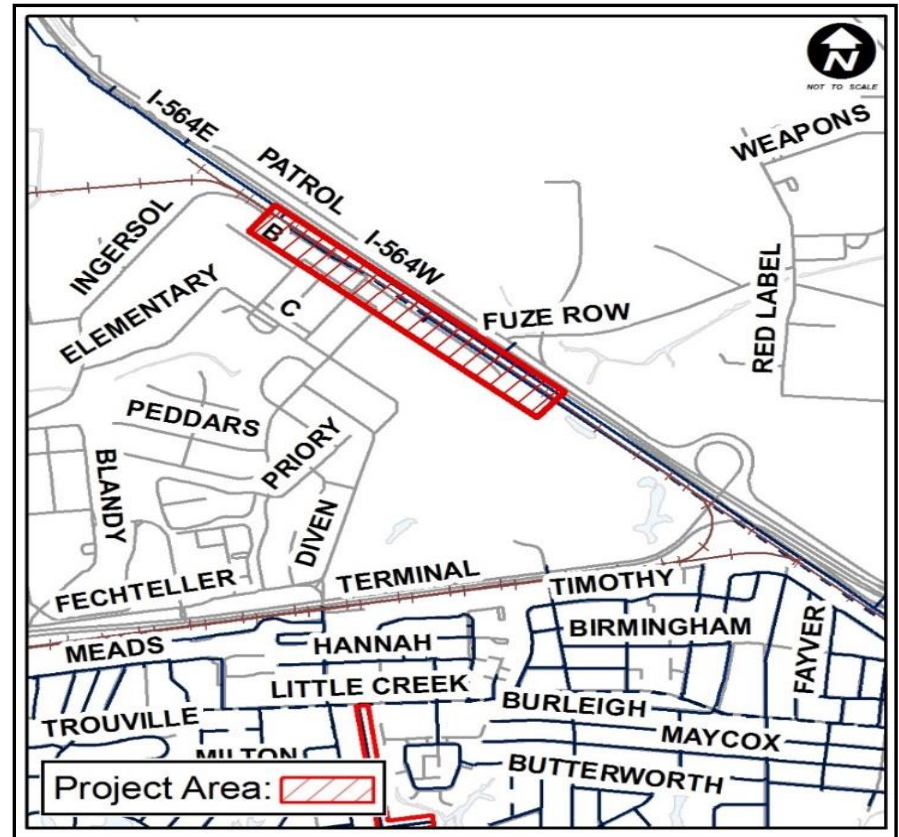 N
NOT TO SCALE
I-564E
WEAPONS
PATROL
INGERSOL
B
I-564W
ELEMENTARY
C
FUZE ROW
RED LABEL
PEDDARS
PRIORY
BLANDY
DIVEN
FECHTELLER
TERMINAL
TIMOTHY
MEADS
HANNAH
BIRMINGHAM
FAYVER
LITTLE CREEK
TROUVILLE
BURLEIGH
MAYCOX
MILTON
BUTTERWORTH
Project Area: